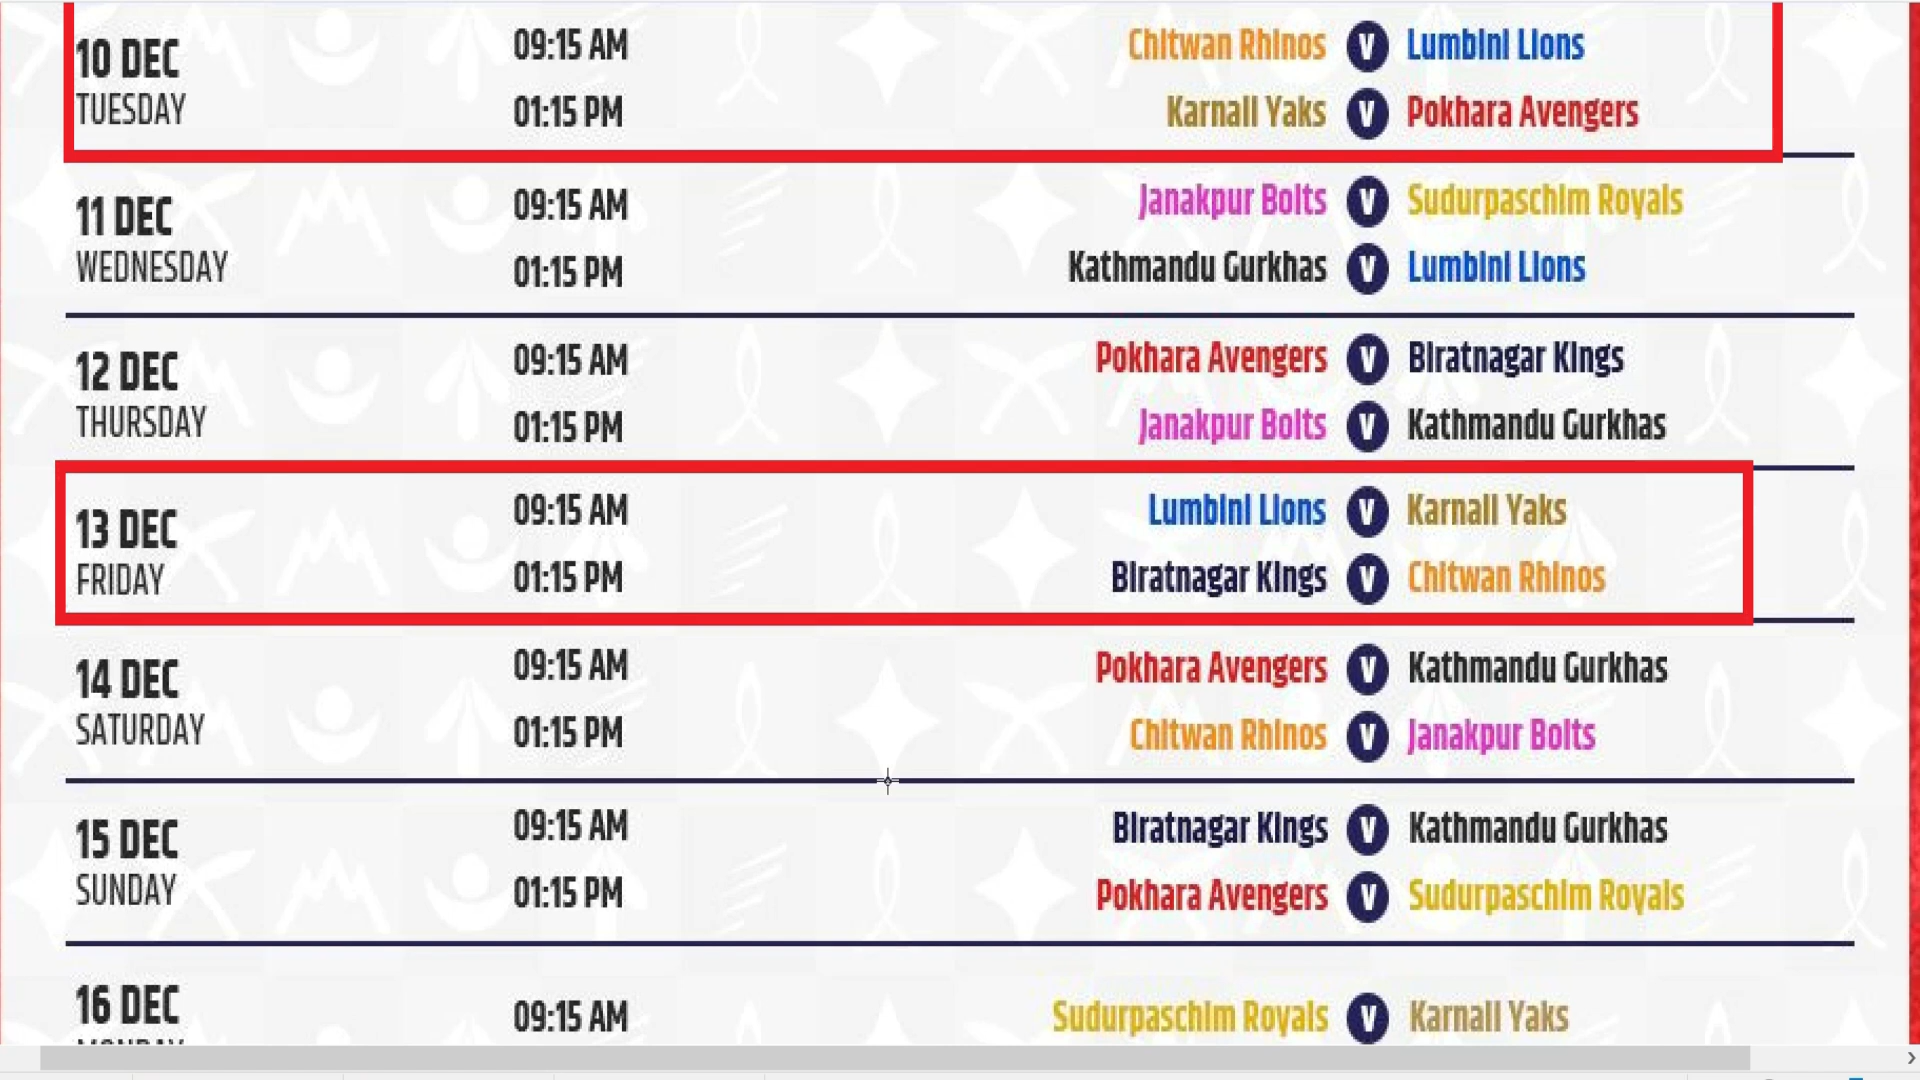 10 DEC
TUESDAY
09:15 AM
Chitwan Rhinos V Lumbini Lions
01:15 PM
Karnali Yaks V Pokhara Avengers
11 DEC
WEDNESDAY
09:15 AM
Janakpur Bolts V Sudurpaschim Royals
01:15 PM
Kathmandu Gurkhas V Lumbini Lions
12 DEC
THURSDAY
09:15 AM
Pokhara Avengers V Biratnagar Kings
01:15 PM
Janakpur Bolts V Kathmandu Gurkhas
13 DEC
FRIDAY
09:15 AM
Lumbini Lions V Karnali Yaks
01:15 PM
Biratnagar Kings V Chitwan Rhinos
14 DEC
SATURDAY
09:15 AM
Pokhara Avengers V Kathmandu Gurkhas
01:15 PM
Chitwan Rhinos V Janakpur Bolts
15 DEC
SUNDAY
09:15 AM
Biratnagar Kings V Kathmandu Gurkhas
01:15 PM
Pokhara Avengers V Sudurpaschim Royals
16 DEC
09:15 AM
Sudurpaschim Royals V Karnali Yaks